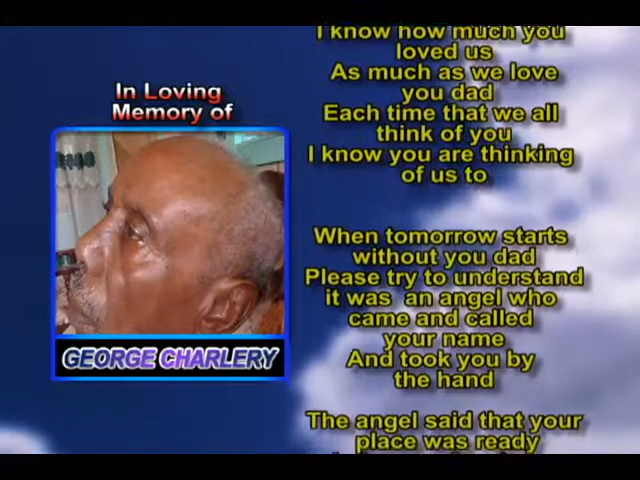 In Loving
Memory of
GEORGE CHARLERY
I know how much you
loved us
As much as we love
you dad
Each time that we all
think of you
I know you are thinking
of us to
When tomorrow starts
without you dad
Please try to understand
it was an angel who
came and called
your name
And took you by
the hand
The angel said that your
place was ready